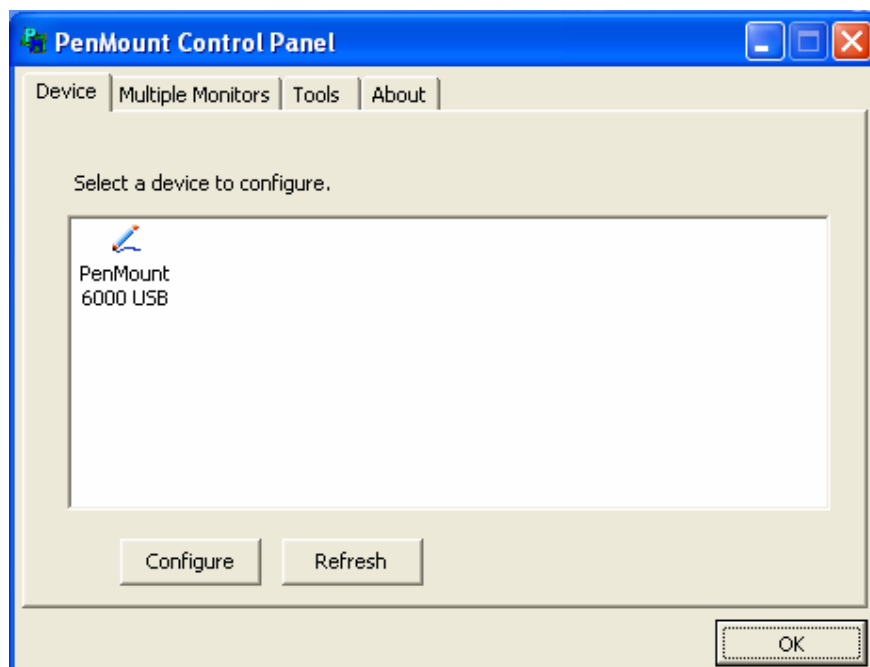 PenMount Control Panel
Device Multiple Monitors Tools About
Select a device to configure.
PenMount
6000 USB
Configure Refresh
OK